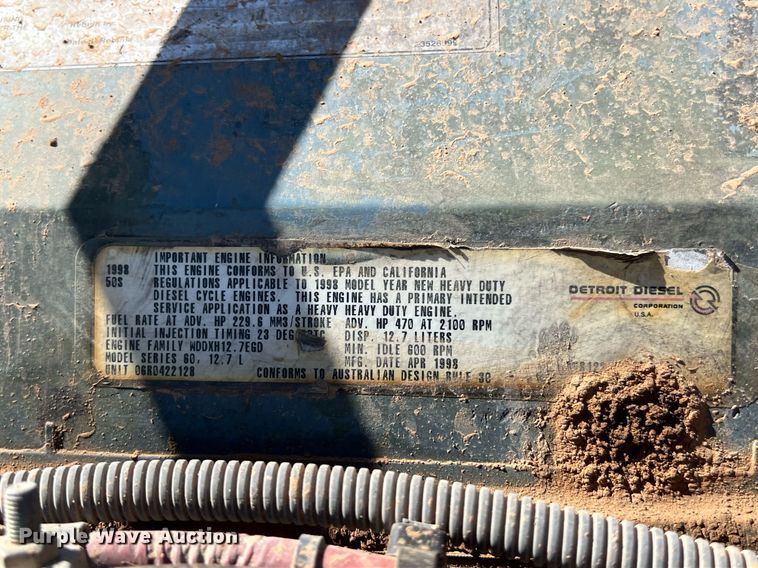 IMPORTANT ENGINE INFORMATION
1998 THIS ENGINE CONFORMS TO U.S. EPA AND CALIFORNIA
50S REGULATIONS APPLICABLE TO 1998 MODEL YEAR NEW HEAVY DUTY
DIESEL CYCLE ENGINES. THIS ENGINE HAS A PRIMARY INTENDED
SERVICE APPLICATION AS A HEAVY HEAVY DUTY ENGINE.
FUEL RATE AT ADV. HP 229.6 MM3/STROKE ADV. HP 470 AT 2100 RPM
INITIAL INJECTION TIMING 23 DEG DISP. 12.7 LITERS
ENGINE FAMILY WDDXH12.7EGD MIN. IDLE 600 RPM
MODEL SERIES 60, 12.7 L MFG. DATE APR 1998
UNIT 06R0422128 CONFORMS TO AUSTRALIAN DESIGN RULE 30
DETROIT DIESEL
CORPORATION
U.S.A.
Purple Wave Auction